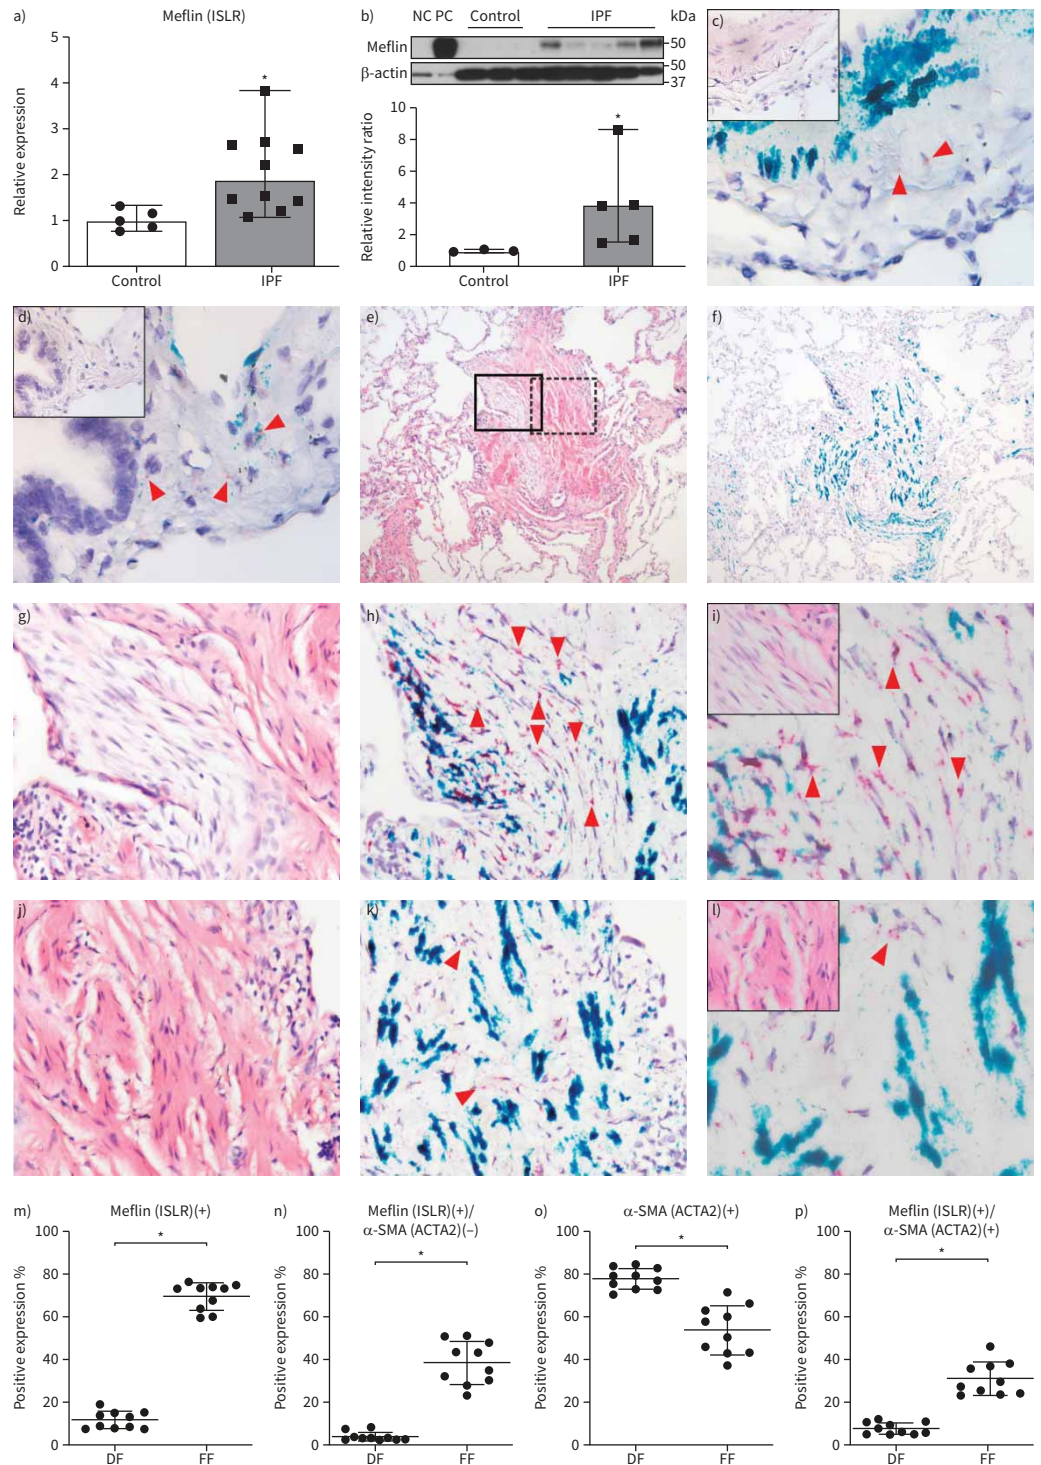 a)
Meflin (ISLR)
Relative expression
5
4
3
2
1
0
*
Control
IPF
b)
NC PC Control IPF kDa
Meflin
50
β-actin
50
37
Relative intensity ratio
10
8
6
4
2
0
*
Control
IPF
c)
d)
e)
f)
g)
h)
i)
j)
k)
l)
m)
Meflin (ISLR)(+)
Positive expression %
100
80
60
40
20
0
*
DF
FF
n)
Meflin (ISLR)(+)/
α-SMA (ACTA2)(−)
Positive expression %
100
80
60
40
20
0
*
DF
FF
o)
α-SMA (ACTA2)(+)
Positive expression %
100
80
60
40
20
0
*
DF
FF
p)
Meflin (ISLR)(+)/
α-SMA (ACTA2)(+)
Positive expression %
100
80
60
40
20
0
*
DF
FF